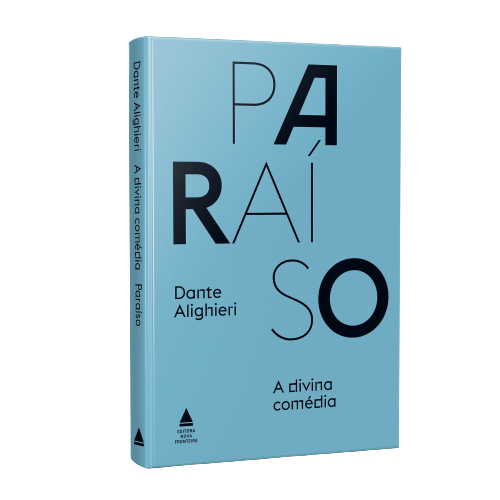 Dante Alighieri A divina comédia Paraíso
PA
RAÍ
SO
Dante
Alighieri
A divina
comédia
EDITORA
NOVA
FRONTEIRA